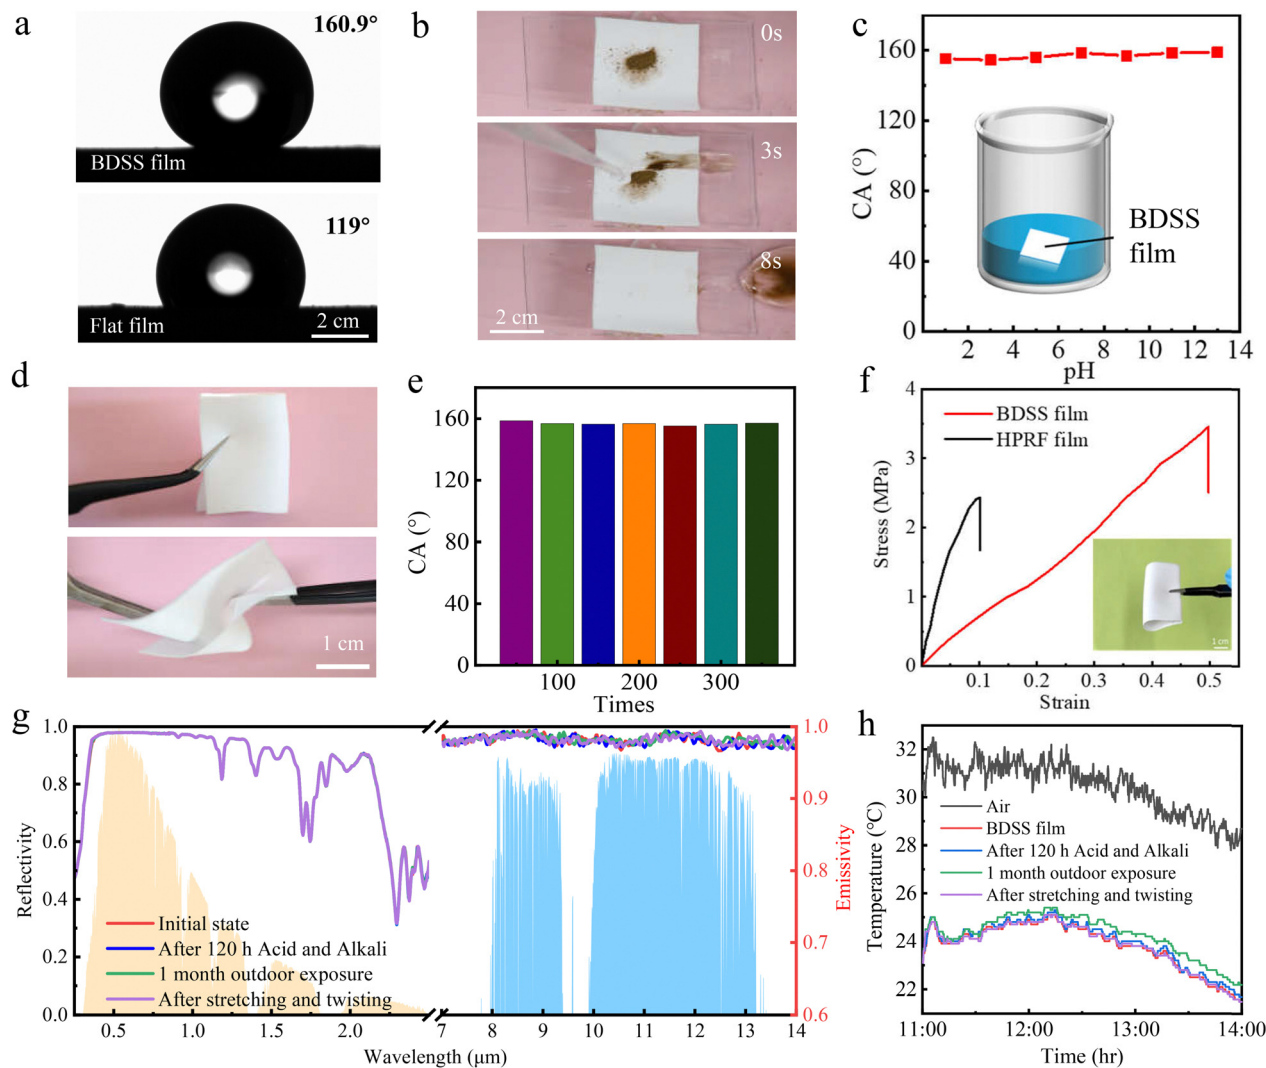 a
160.9°
BDSS film
119°
Flat film
2 cm
b
0s
3s
8s
2 cm
c
160
120
80
40
0
CA (°)
BDSS
film
2 4 6 8 10 12 14
pH
d
1 cm
e
160
120
80
40
0
CA (°)
100 200 300
Times
f
4
3
2
1
0
Stress (MPa)
BDSS film
HPRF film
1 cm
0.1 0.2 0.3 0.4 0.5
Strain
g
1.0
0.8
0.6
0.4
0.2
0.0
Reflectivity
Initial state
After 120 h Acid and Alkali
1 month outdoor exposure
After stretching and twisting
1.0
0.9
0.8
0.7
0.6
Emissivity
0.5 1.0 1.5 2.0 7 8 9 10 11 12 13 14
Wavelength (μm)
h
32
30
28
26
24
22
Temperature (°C)
Air
BDSS film
After 120 h Acid and Alkali
1 month outdoor exposure
After stretching and twisting
11:00 12:00 13:00 14:00
Time (hr)